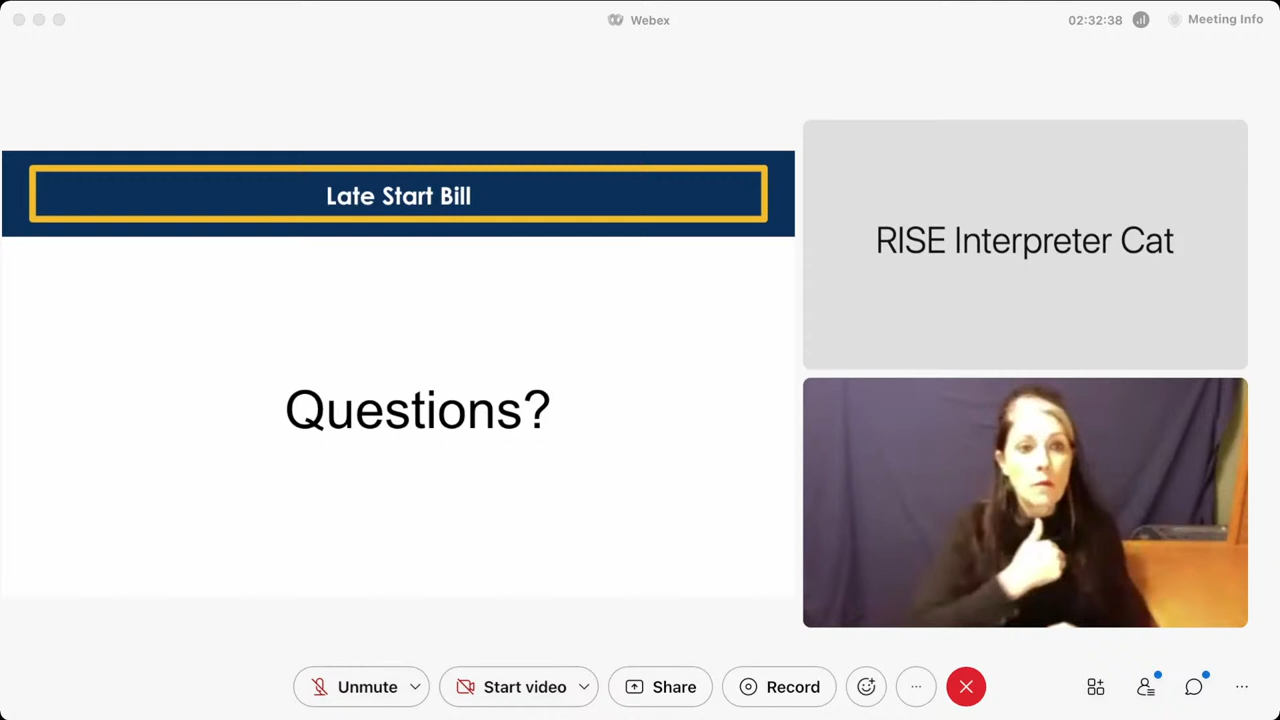 Webex
02:32:38
Meeting Info
Late Start Bill
Questions?
RISE Interpreter Cat
Unmute
Start video
Share
Record